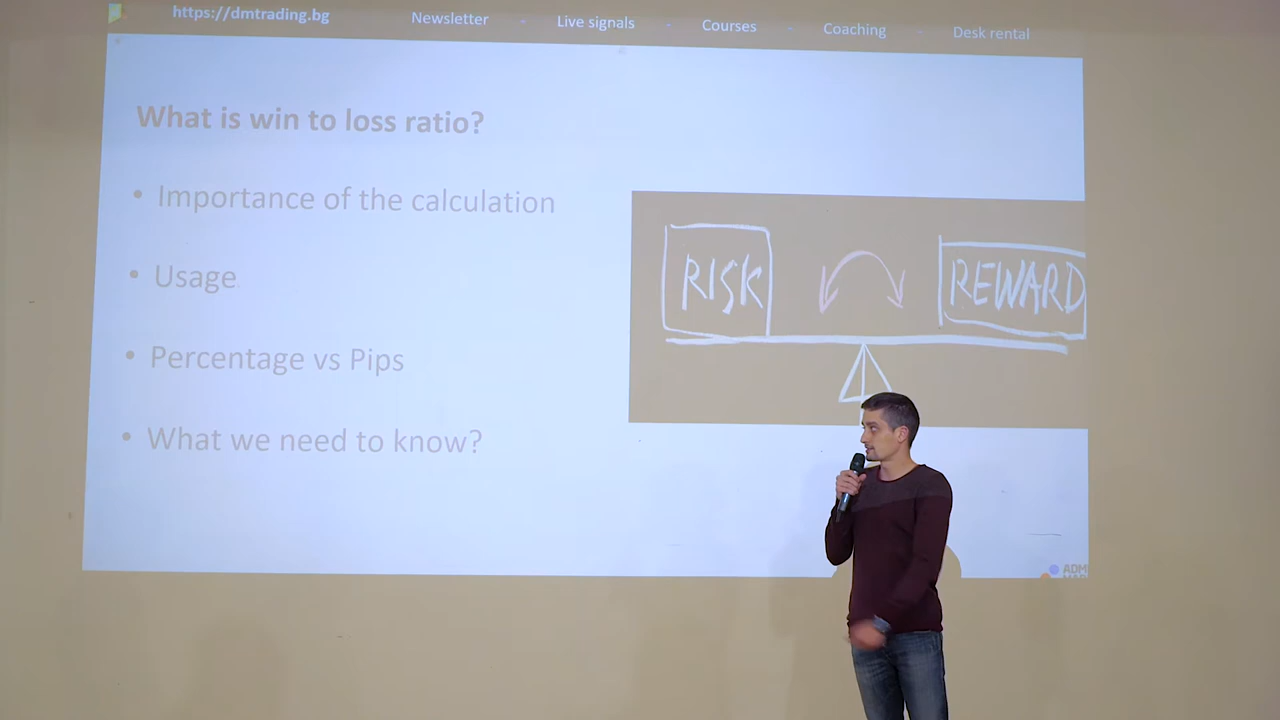 https://dmtrading.bg Newsletter - Live signals - Courses - Coaching - Desk rental
What is win to loss ratio?
• Importance of the calculation
• Usage
• Percentage vs Pips
• What we need to know?
RISK REWARD